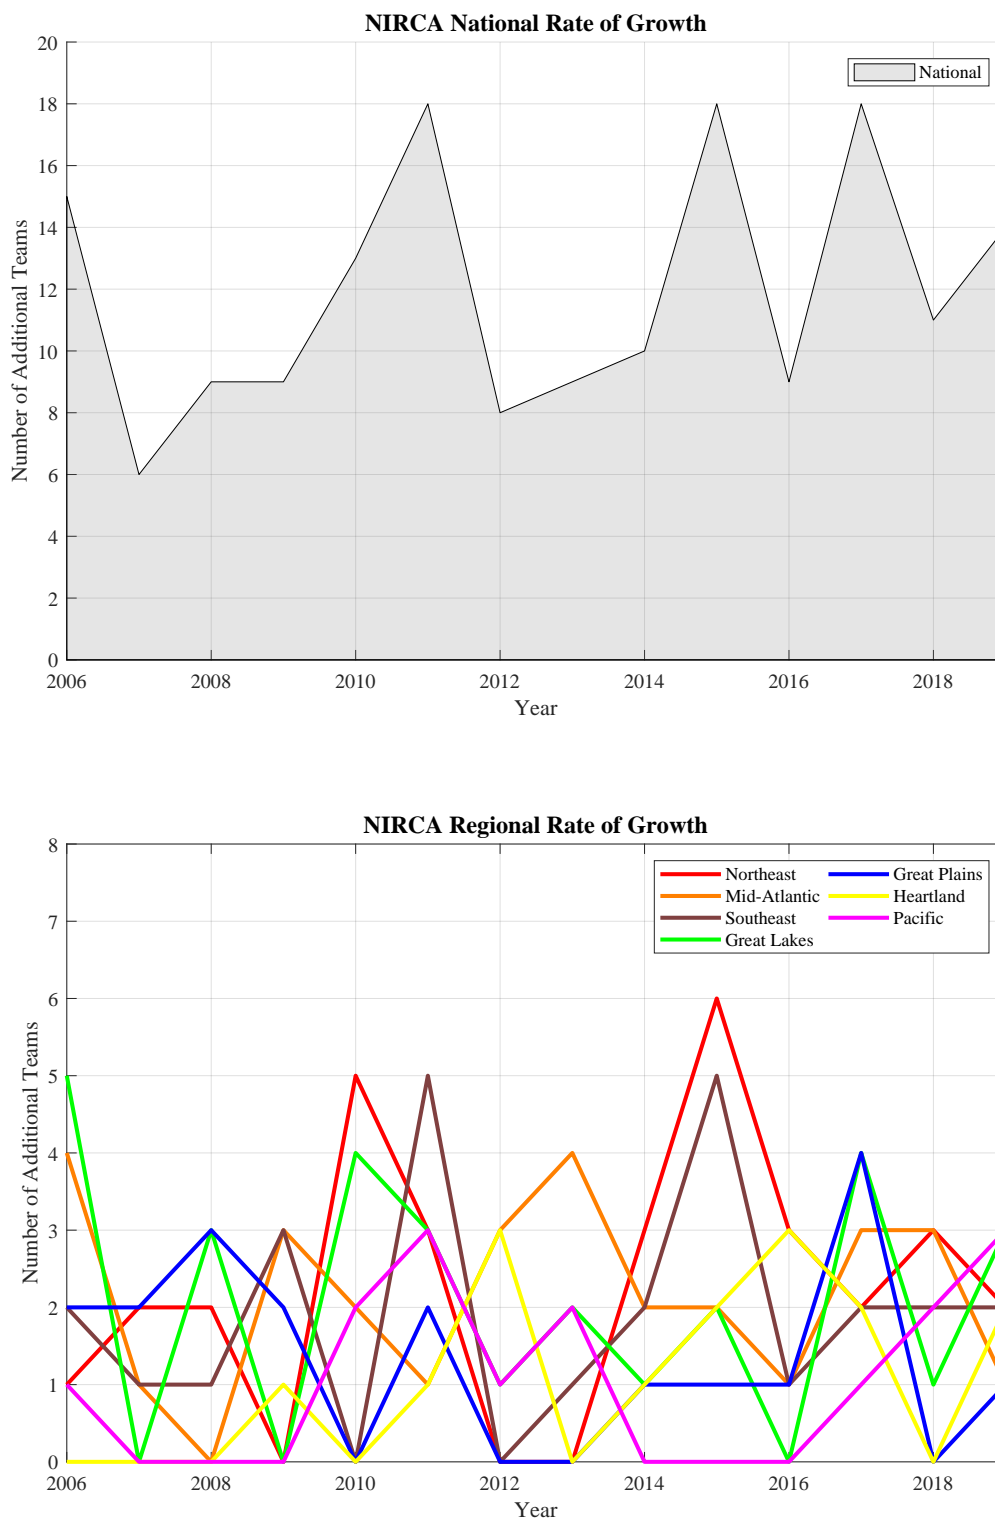 NIRCA National Rate of Growth
20
18
16
14
12
10
8
6
4
2
0
Number of Additional Teams
National
2006 2008 2010 2012 2014 2016 2018
Year
NIRCA Regional Rate of Growth
8
7
6
5
4
3
2
1
0
Number of Additional Teams
Northeast Great Plains
Mid-Atlantic Heartland
Southeast Pacific
Great Lakes
2006 2008 2010 2012 2014 2016 2018
Year